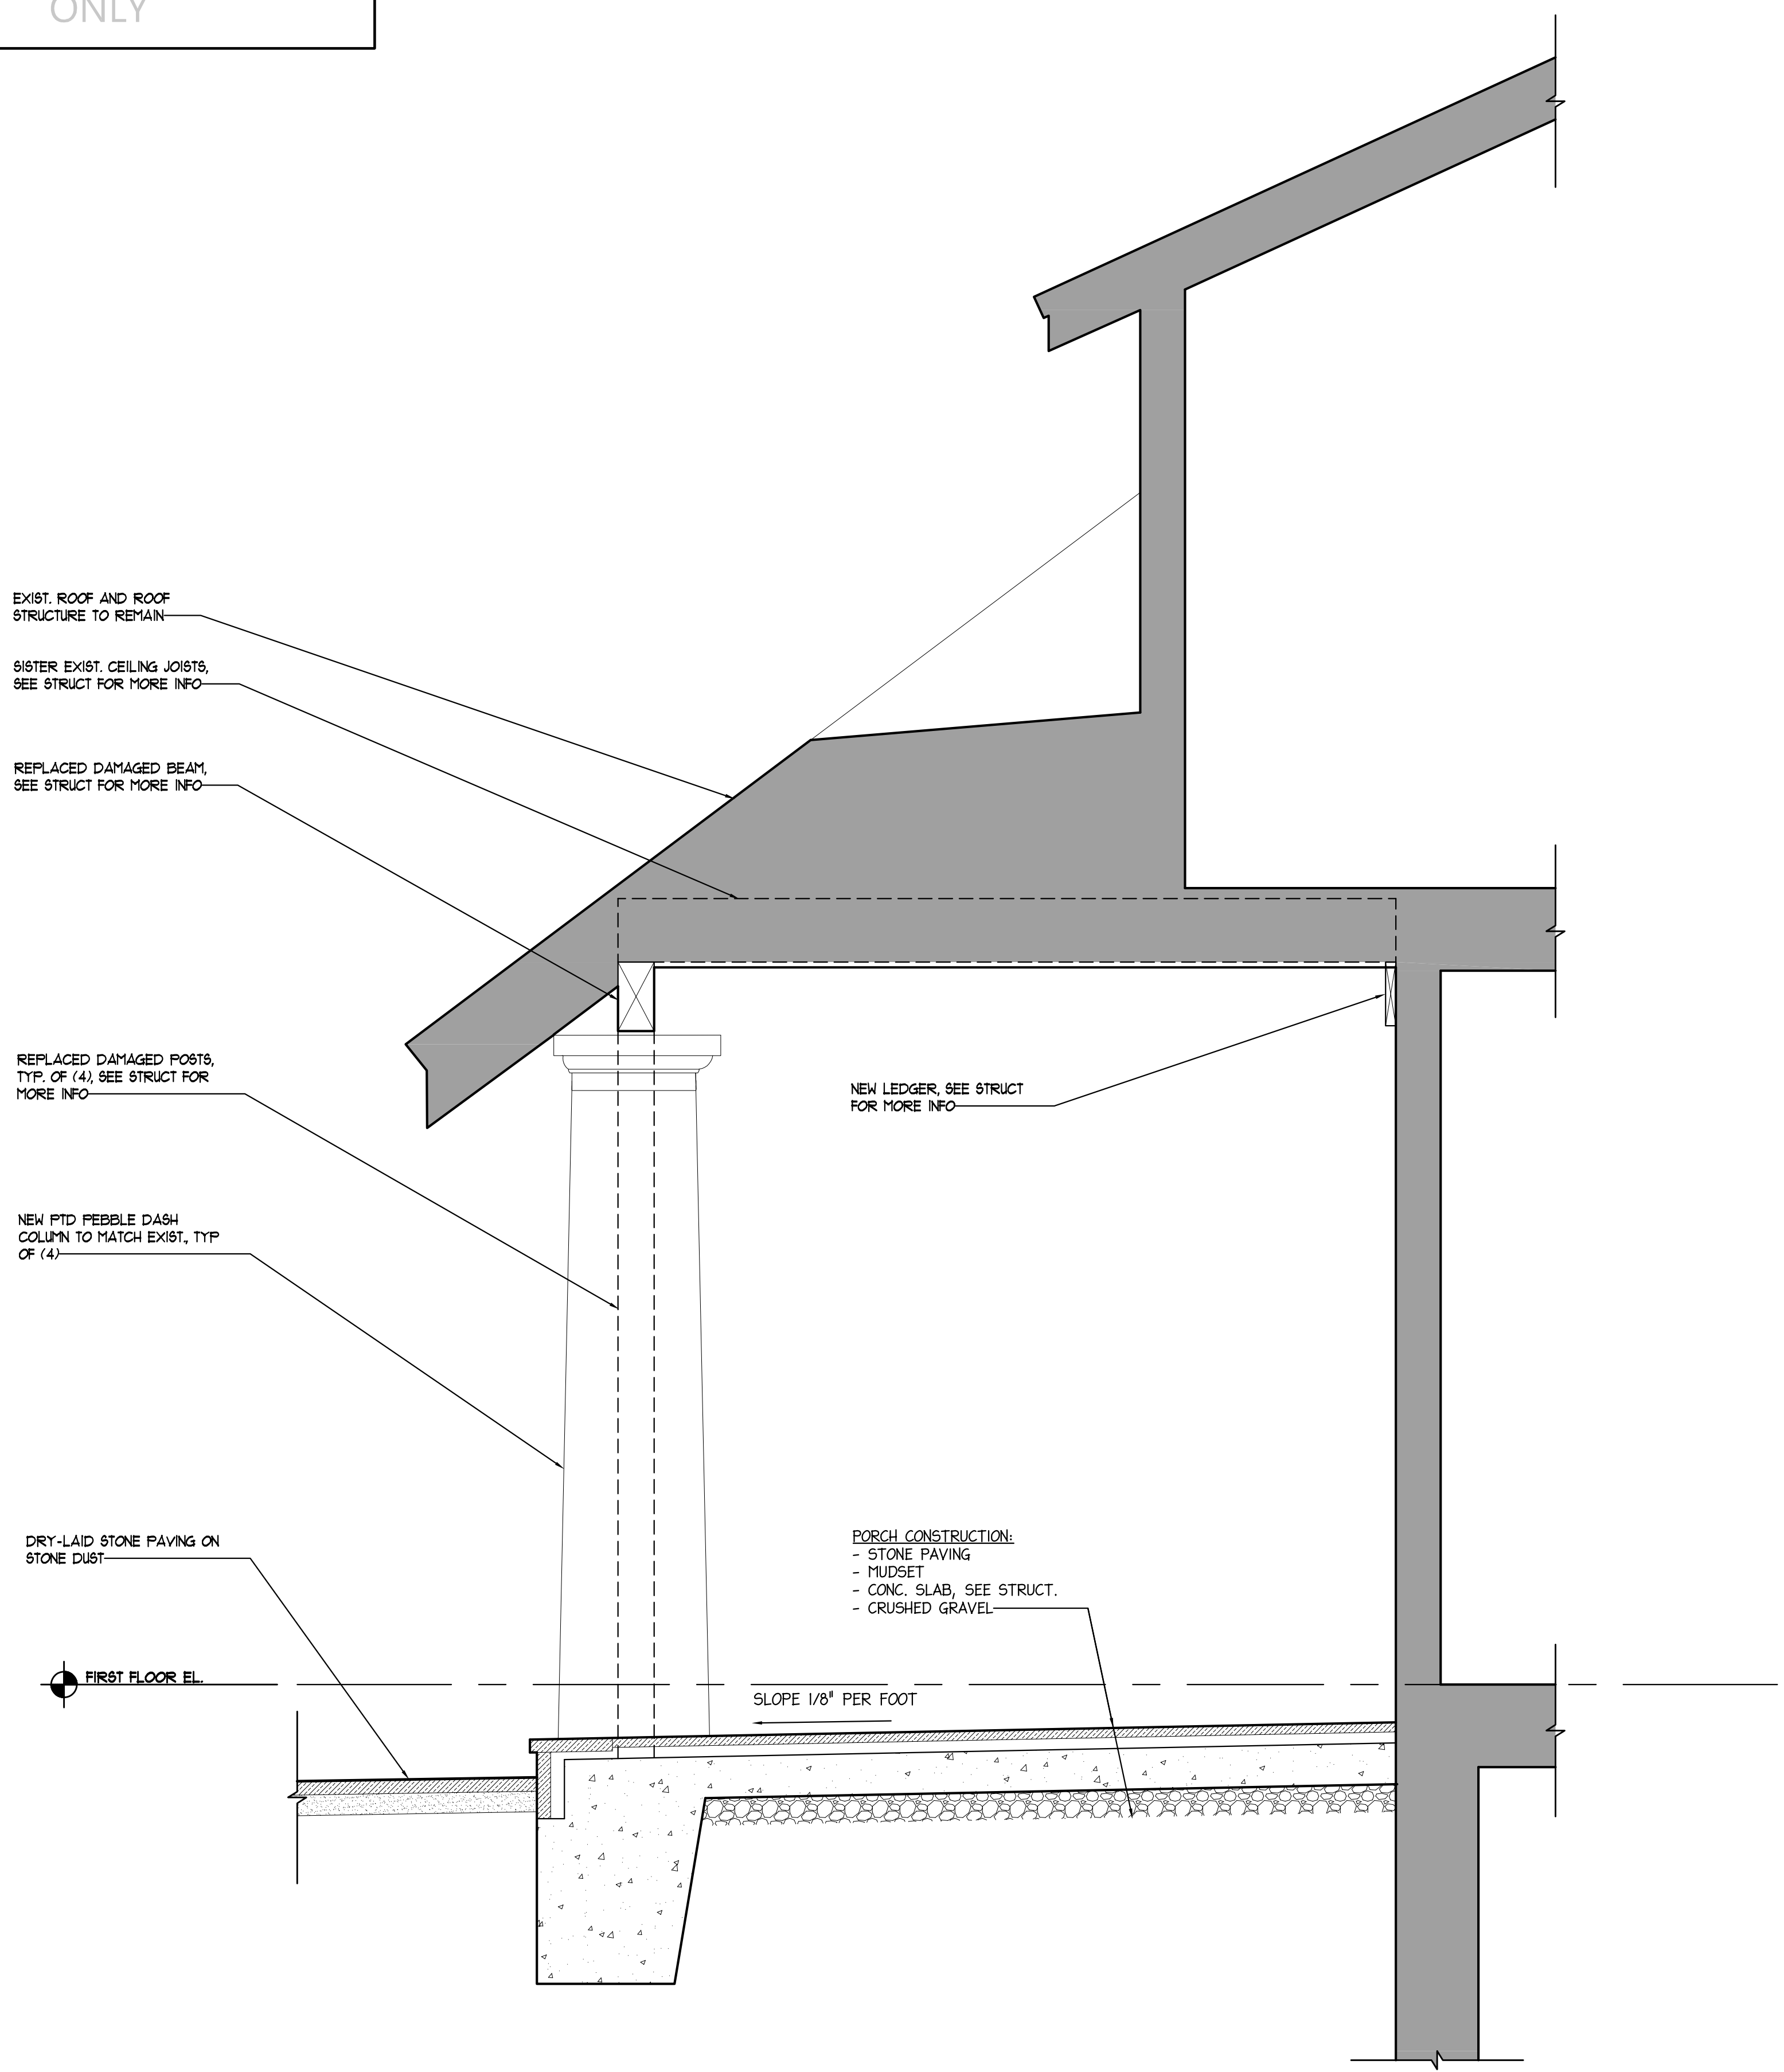 ONLY
EXIST. ROOF AND ROOF
STRUCTURE TO REMAIN
SISTER EXIST. CEILING JOISTS,
SEE STRUCT FOR MORE INFO
REPLACED DAMAGED BEAM,
SEE STRUCT FOR MORE INFO
REPLACED DAMAGED POSTS,
TYP. OF (4), SEE STRUCT FOR
MORE INFO
NEW LEDGER, SEE STRUCT
FOR MORE INFO
NEW PTD PEBBLE DASH
COLUMN TO MATCH EXIST., TYP
OF (4)
DRY-LAID STONE PAVING ON
STONE DUST
PORCH CONSTRUCTION:
- STONE PAVING
- MUDSET
- CONC. SLAB, SEE STRUCT.
- CRUSHED GRAVEL
FIRST FLOOR EL.
SLOPE 1/8" PER FOOT